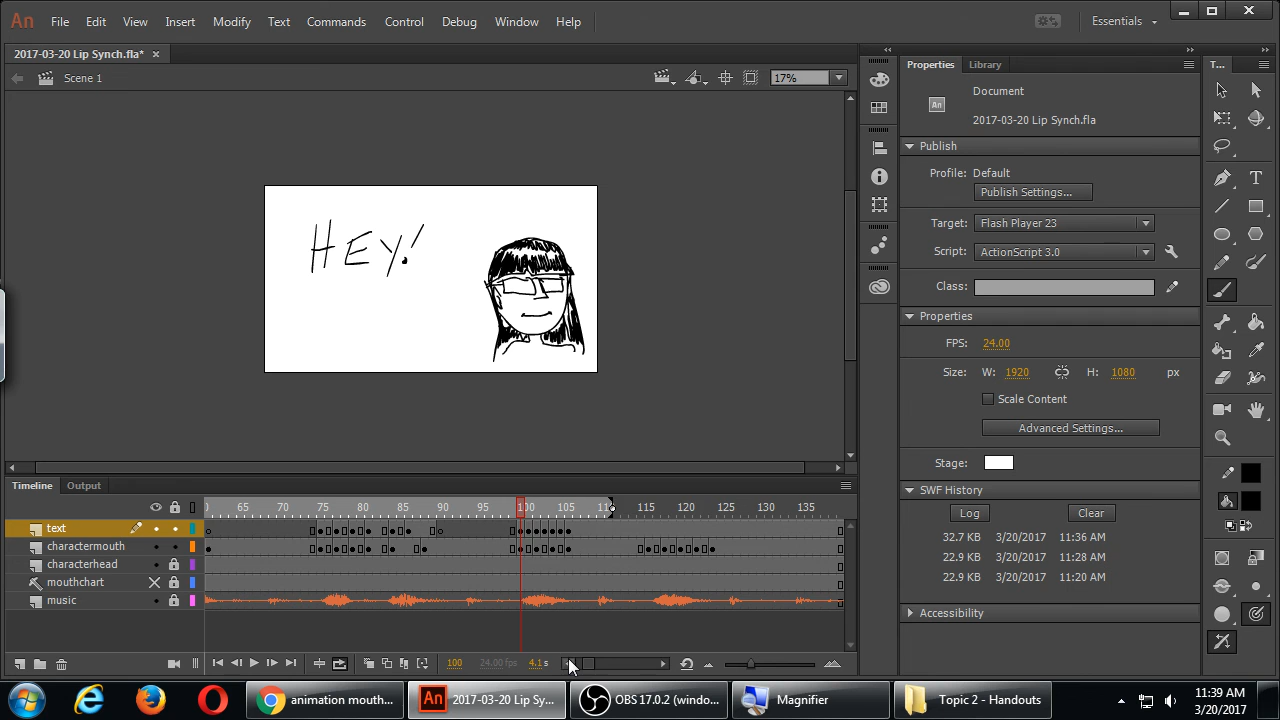 An File Edit View Insert Modify Text Commands Control Debug Window Help Essentials
2017-03-20 Lip Synch.fla* ×
Scene 1 17%
HEY!
Properties Library
Document
An 2017-03-20 Lip Synch.fla
Publish
Profile: Default
Publish Settings...
Target: Flash Player 23
Script: ActionScript 3.0
Class:
Properties
FPS: 24.00
Size: W: 1920 H: 1080 px
Scale Content
Advanced Settings...
Stage:
SWF History
Log Clear
32.7 KB 3/20/2017 11:36 AM
22.9 KB 3/20/2017 11:28 AM
22.9 KB 3/20/2017 11:20 AM
Accessibility
T...
Timeline Output
65 70 75 80 85 90 95 100 105 115 120 125 130 135
text
charactermouth
characterhead
mouthchart
music
100 24.00 fps 4.1 s
animation mouth... An 2017-03-20 Lip Sy... OBS 17.0.2 (windo... Magnifier Topic 2 - Handouts
11:39 AM
3/20/2017